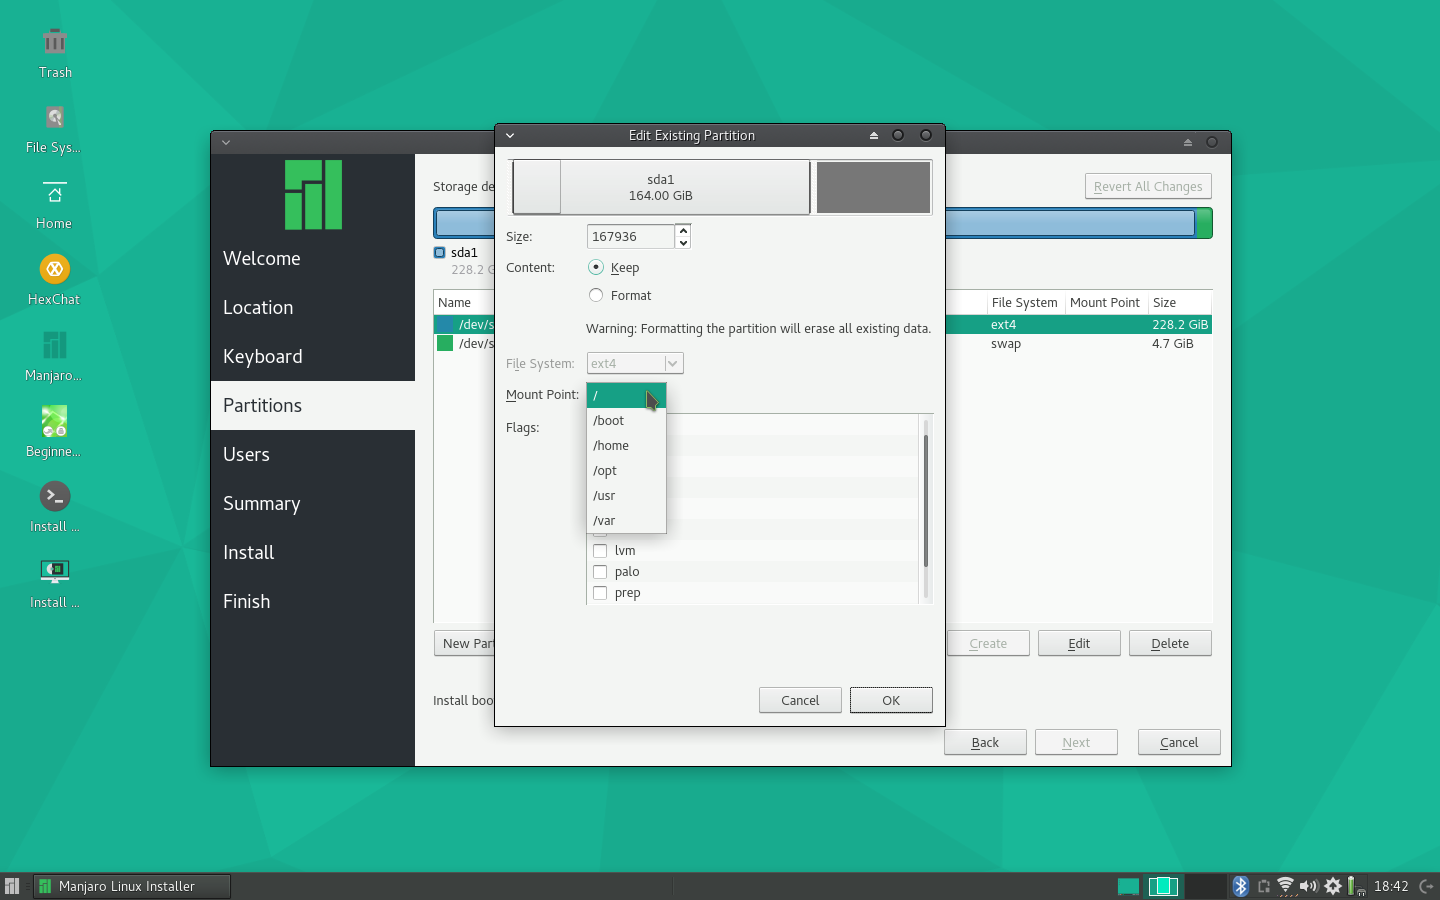 Trash
File Sys...
Home
HexChat
Manjaro...
Beginne...
Install ...
Install ...
Welcome
Location
Keyboard
Partitions
Users
Summary
Install
Finish
Storage de
Revert All Changes
sda1
228.2 G
Name
File System
Mount Point
Size
/dev/s
ext4
228.2 GiB
/dev/s
swap
4.7 GiB
New Part
Create
Edit
Delete
Install boo
Back
Next
Cancel
Edit Existing Partition
sda1
164.00 GiB
Size:
167936
Content:
Keep
Format
Warning: Formatting the partition will erase all existing data.
File System:
ext4
Mount Point:
/
/boot
/home
/opt
/usr
/var
Flags:
lvm
palo
prep
Cancel
OK
Manjaro Linux Installer
18:42